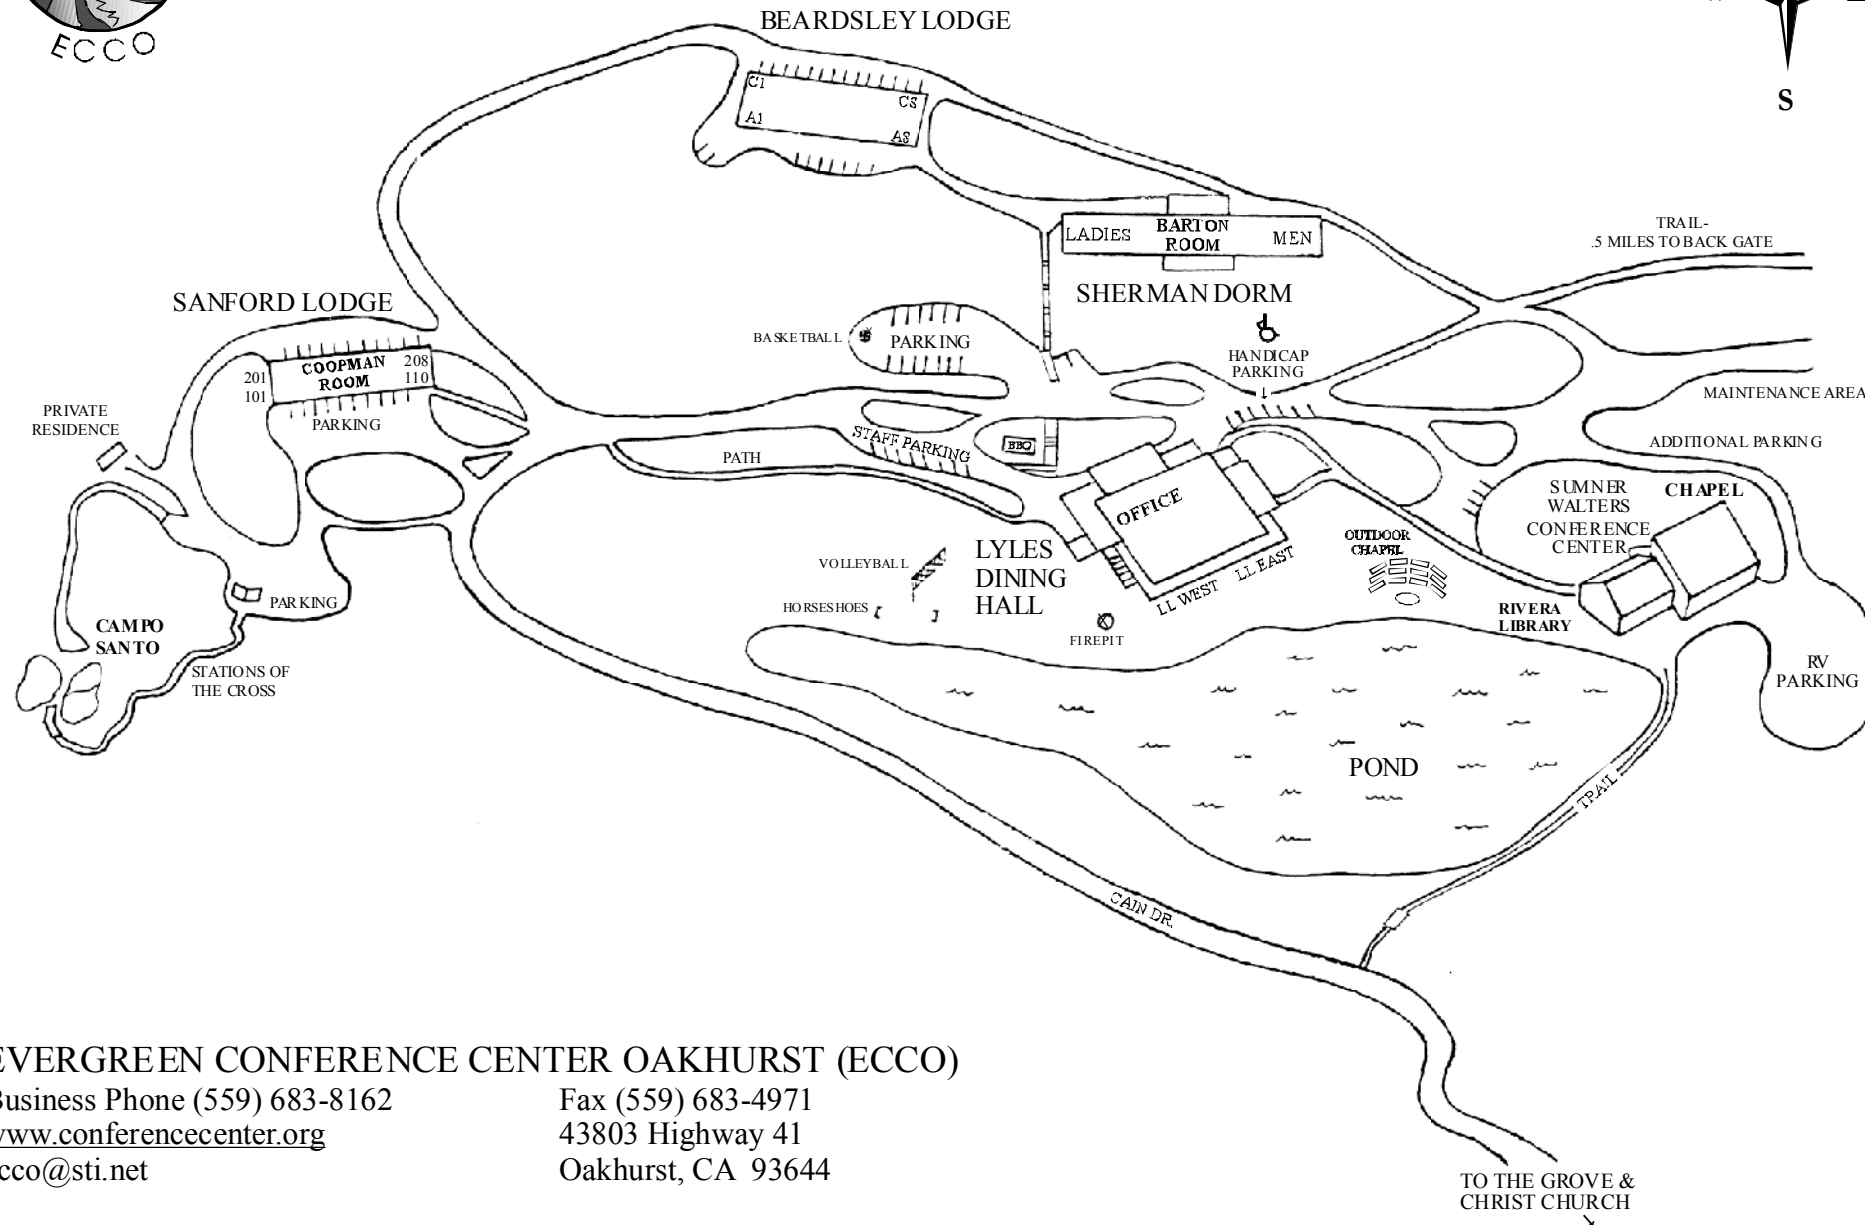 ECCO
BEARDSLEY LODGE
S
C1
C8
A1
A8
LADIES
BARTON
ROOM
MEN
TRAIL-
.5 MILES TO BACK GATE
SHERMAN DORM
SANFORD LODGE
BASKETBALL
PARKING
HANDICAP
PARKING
↓
COOPMAN
ROOM
208
110
201
101
PARKING
PRIVATE
RESIDENCE
MAINTENANCE AREA
ADDITIONAL PARKING
STAFF PARKING
BBQ
PATH
OFFICE
SUMNER
WALTERS
CONFERENCE
CENTER
CHAPEL
OUTDOOR
CHAPEL
LYLES
DINING
HALL
VOLLEYBALL
HORSESHOES
LL WEST
LL EAST
FIREPIT
RIVERA
LIBRARY
PARKING
CAMPO
SANTO
STATIONS OF
THE CROSS
RV
PARKING
POND
TRAIL
CAIN DR.
EVERGREEN CONFERENCE CENTER OAKHURST (ECCO)
Business Phone (559) 683-8162
Fax (559) 683-4971
www.conferencecenter.org
43803 Highway 41
ecco@sti.net
Oakhurst, CA 93644
TO THE GROVE &
CHRIST CHURCH